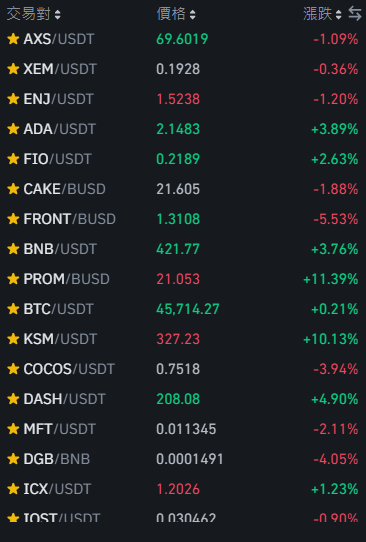 交易對 價格 漲跌
AXS/USDT 69.6019 -1.09%
XEM/USDT 0.1928 -0.36%
ENJ/USDT 1.5238 -1.20%
ADA/USDT 2.1483 +3.89%
FIO/USDT 0.2189 +2.63%
CAKE/BUSD 21.605 -1.88%
FRONT/BUSD 1.3108 -5.53%
BNB/USDT 421.77 +3.76%
PROM/BUSD 21.053 +11.39%
BTC/USDT 45,714.27 +0.21%
KSM/USDT 327.23 +10.13%
COCOS/USDT 0.7518 -3.94%
DASH/USDT 208.08 +4.90%
MFT/USDT 0.011345 -2.11%
DGB/BNB 0.0001491 -4.05%
ICX/USDT 1.2026 +1.23%
IOST/USDT 0.030462 -0.90%